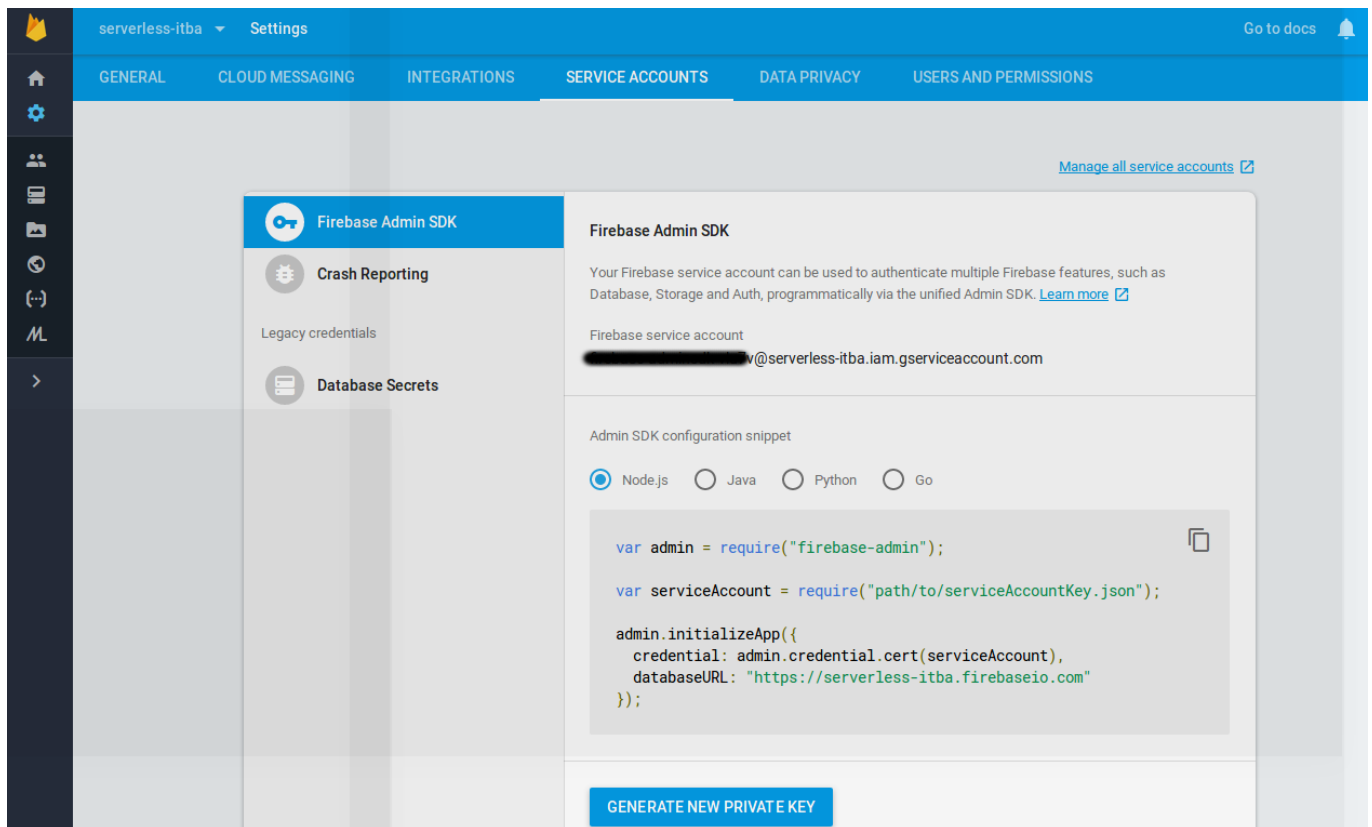 serverless-itba Settings Go to docs
GENERAL CLOUD MESSAGING INTEGRATIONS SERVICE ACCOUNTS DATA PRIVACY USERS AND PERMISSIONS
Manage all service accounts
Firebase Admin SDK
Crash Reporting
Legacy credentials
Database Secrets
Firebase Admin SDK
Your Firebase service account can be used to authenticate multiple Firebase features, such as
Database, Storage and Auth, programmatically via the unified Admin SDK. Learn more
Firebase service account
v@serverless-itba.iam.gserviceaccount.com
Admin SDK configuration snippet
Node.js Java Python Go
var admin = require("firebase-admin");
var serviceAccount = require("path/to/serviceAccountKey.json");
admin.initializeApp({
  credential: admin.credential.cert(serviceAccount),
  databaseURL: "https://serverless-itba.firebaseio.com"
});
GENERATE NEW PRIVATE KEY